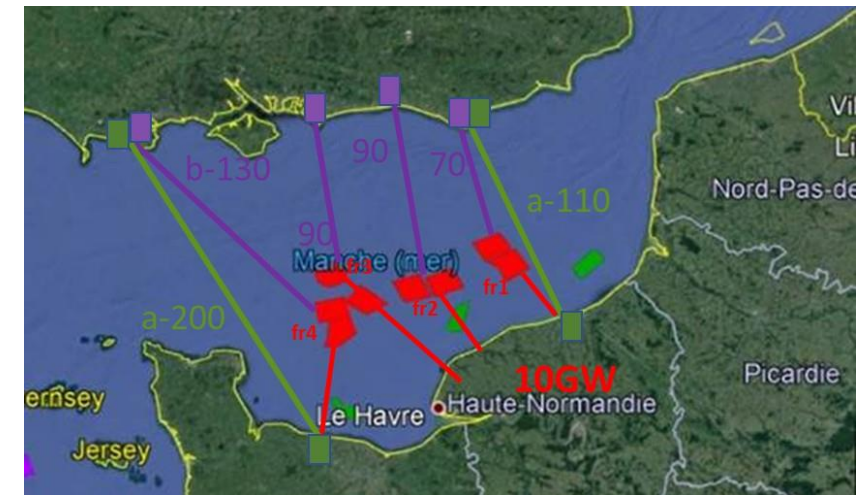 b-130
90
70
a-110
90
Manche (mer)
fr3
fr1
fr2
fr4
a-200
10GW
Le Havre
Haute-Normandie
Picardie
Nord-Pas-de
Vil
Li
ernsey
Jersey